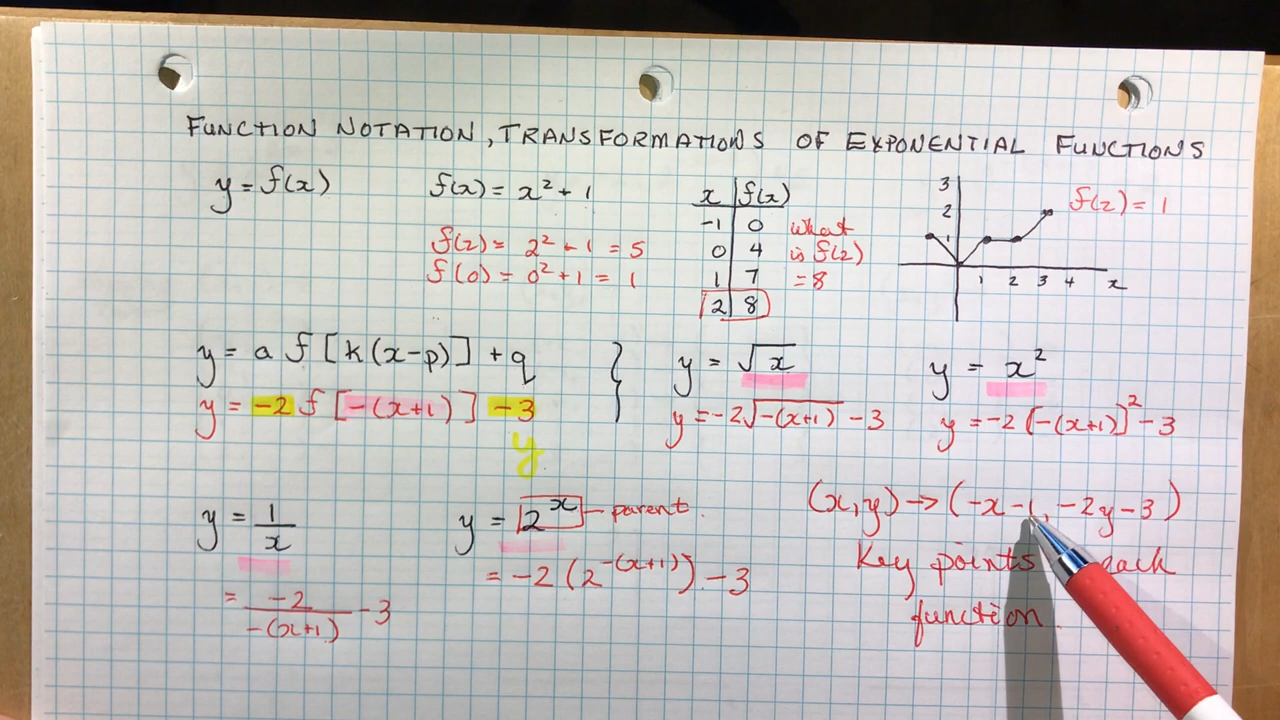 FUNCTION NOTATION, TRANSFORMATIONS OF EXPONENTIAL FUNCTIONS
y = f(x)
f(x) = x² + 1
f(2) = 2² + 1 = 5
f(0) = 0² + 1 = 1
x | f(x)
-1 | 0 what
0 | 4 is f(2)
1 | 7 = 8
2 | 8
3
2
1
1 2 3 4 x
f(2) = 1
y = a f [k(x-p)] + q
y = -2 f [-(x+1)] -3
y
y = √x
y = -2√-(x+1) -3
y = x²
y = -2 [-(x+1)]² -3
y = 1/x
= -2/-(x+1) -3
y = 2^x parent
= -2 (2^-(x+1)) -3
(x,y) → (-x-1, -2y-3)
Key points each
function.